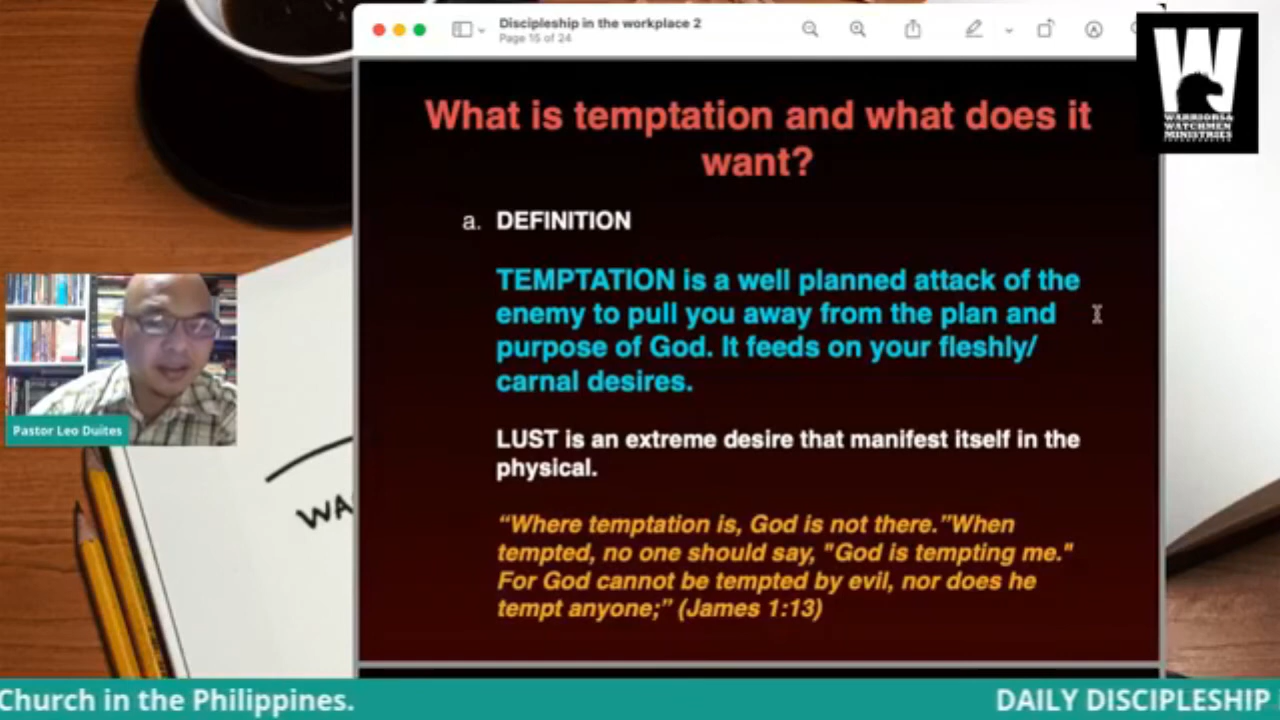 Discipleship in the workplace 2
Page 15 of 24
W
WARRIORS &
WATCHMEN
MINISTRIES
INCORPORATED
What is temptation and what does it
want?
a. DEFINITION
TEMPTATION is a well planned attack of the
enemy to pull you away from the plan and
purpose of God. It feeds on your fleshly/
carnal desires.
LUST is an extreme desire that manifest itself in the
physical.
“Where temptation is, God is not there.”When
tempted, no one should say, "God is tempting me."
For God cannot be tempted by evil, nor does he
tempt anyone;” (James 1:13)
Pastor Leo Duites
WA
Church in the Philippines.
DAILY DISCIPLESHIP